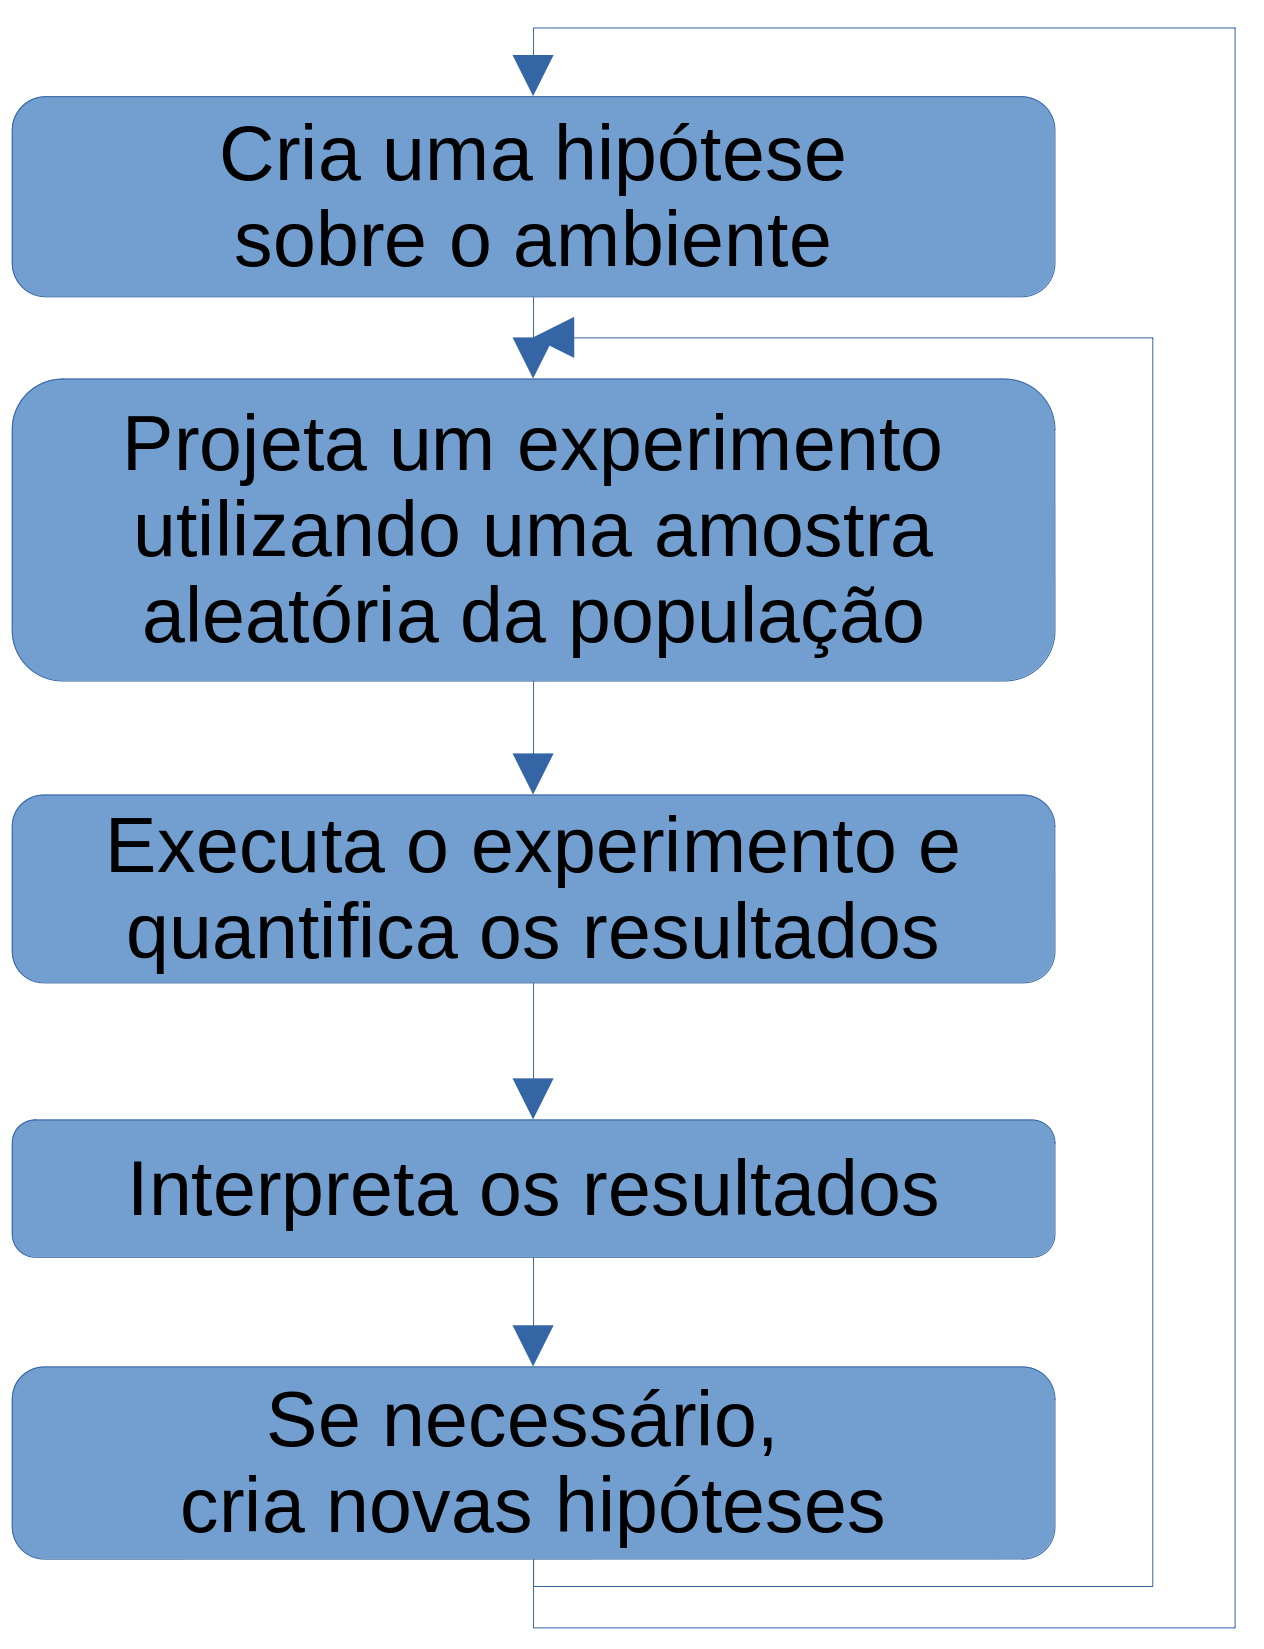 Cria uma hipótese
sobre o ambiente
Projeta um experimento
utilizando uma amostra
aleatória da população
Executa o experimento e
quantifica os resultados
Interpreta os resultados
Se necessário,
cria novas hipóteses